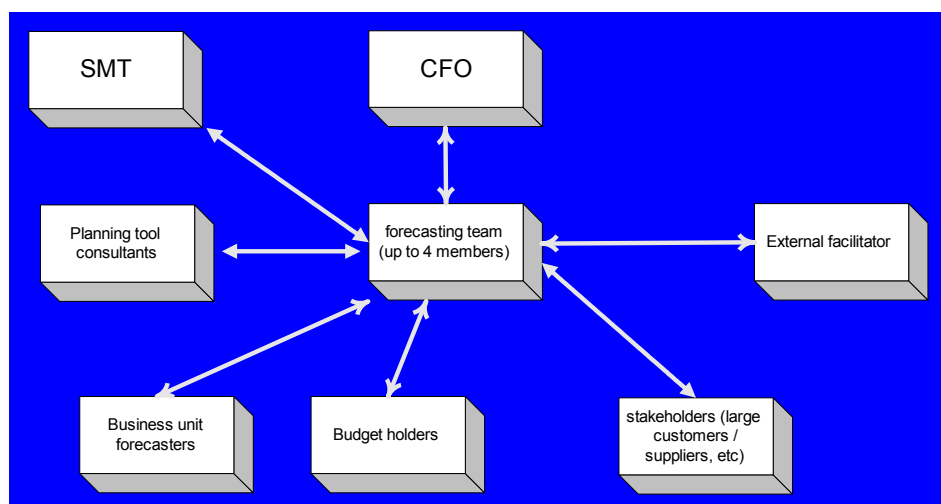 SMT
CFO
Planning tool
consultants
forecasting team
(up to 4 members)
External facilitator
Business unit
forecasters
Budget holders
stakeholders (large
customers /
suppliers, etc)